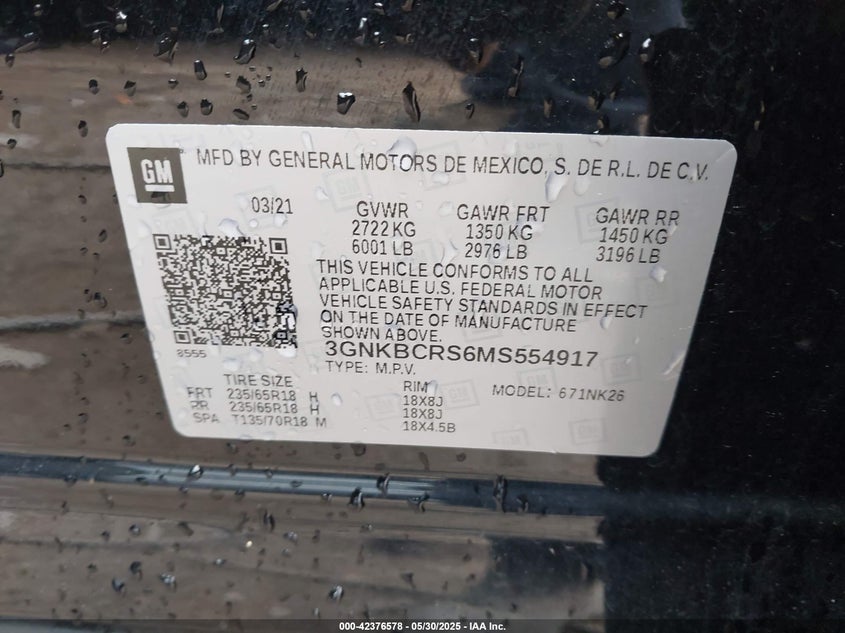 GM
MFD BY GENERAL MOTORS DE MEXICO, S. DE R.L. DE C.V.
03/21 GVWR GAWR FRT GAWR RR
2722 KG 1350 KG 1450 KG
6001 LB 2976 LB 3196 LB
THIS VEHICLE CONFORMS TO ALL
APPLICABLE U.S. FEDERAL MOTOR
VEHICLE SAFETY STANDARDS IN EFFECT
ON THE DATE OF MANUFACTURE
SHOWN ABOVE.
8555
3GNKBCRS6MS554917
TYPE: M.P.V.
TIRE SIZE RIM MODEL: 671NK26
FRT 235/65R18 H 18X8J
RR 235/65R18 H 18X8J
SPA T135/70R18 M 18X4.5B
000-42376578 - 05/30/2025 - IAA Inc.